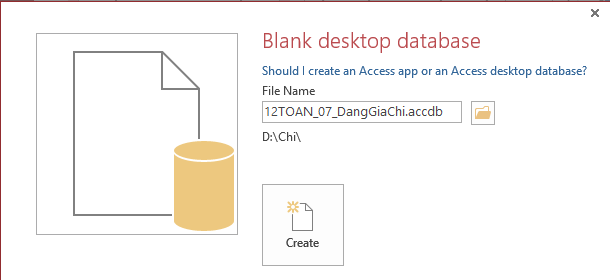 Blank desktop database
Should I create an Access app or an Access desktop database?
File Name
12TOAN_07_DangGiaChi.accdb
D:\Chi\
Create